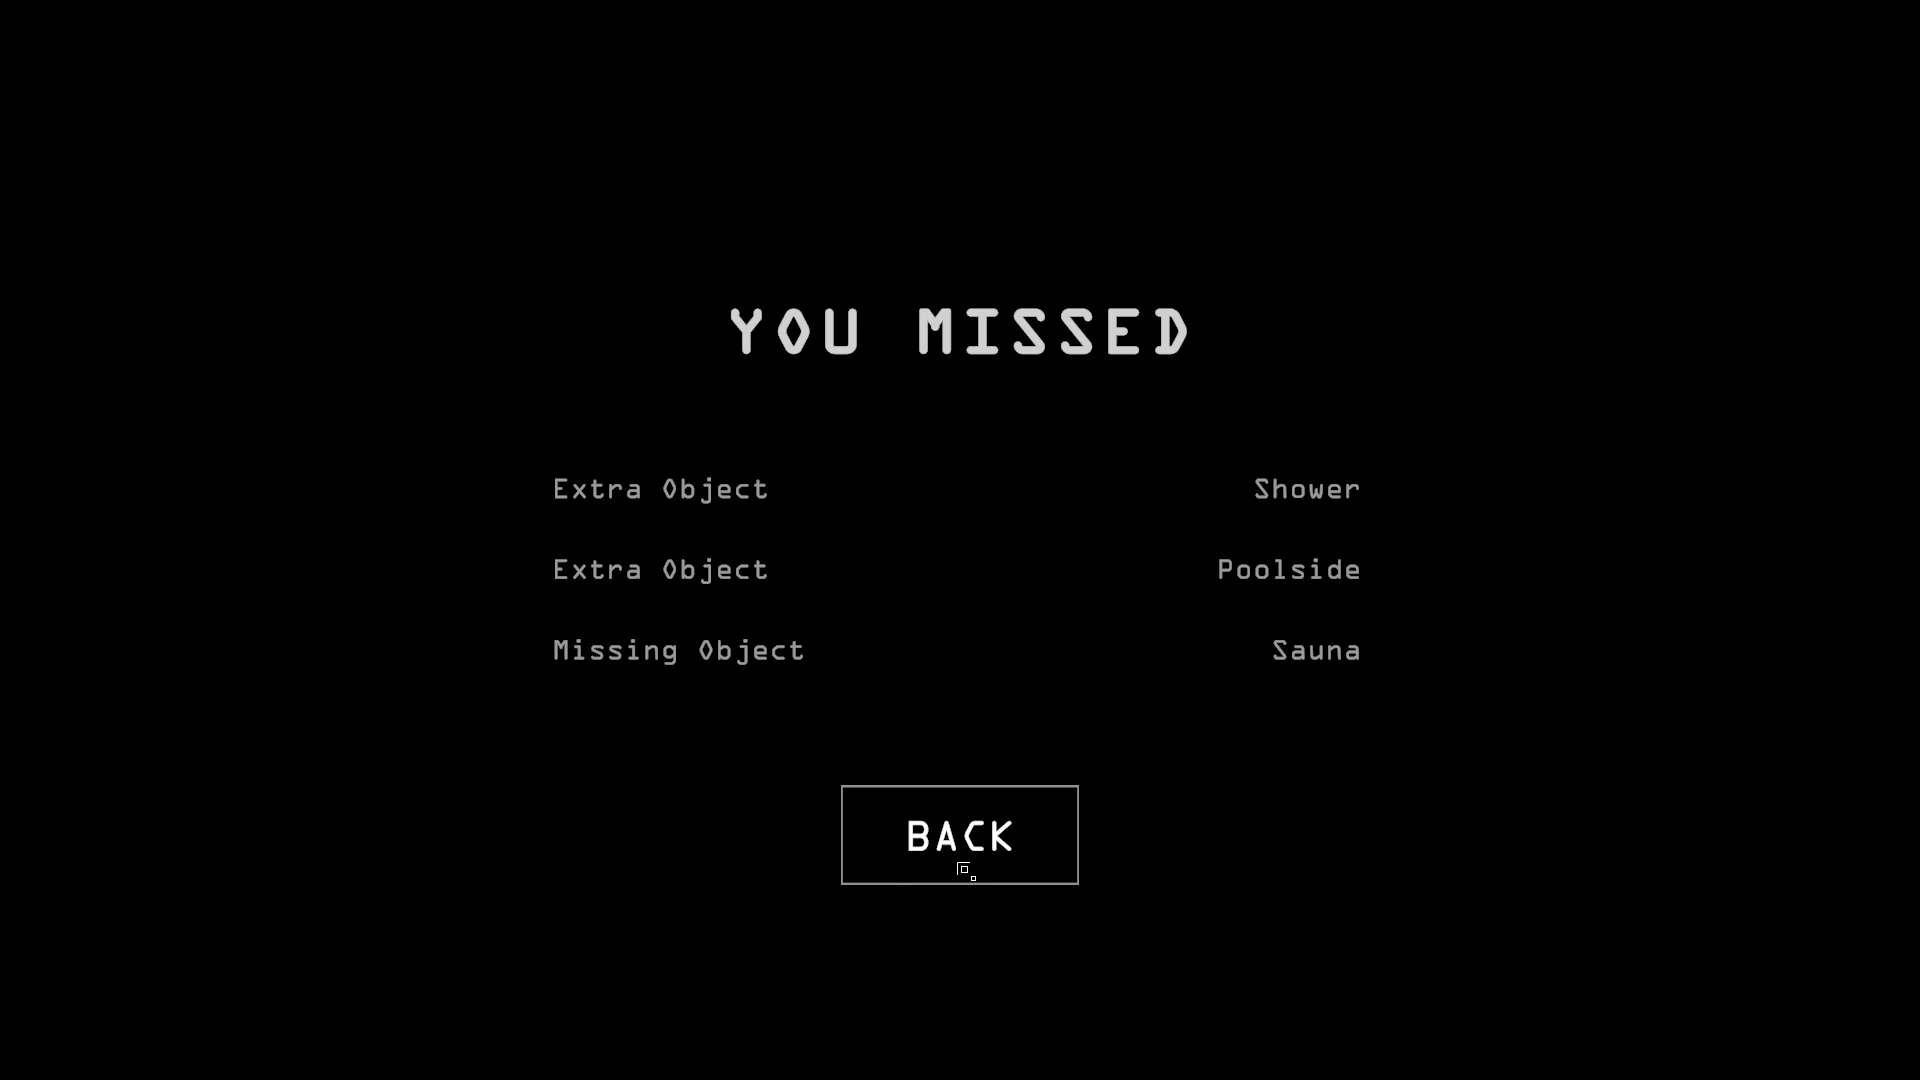 YOU MISSED
Extra Object Shower
Extra Object Poolside
Missing Object Sauna
BACK